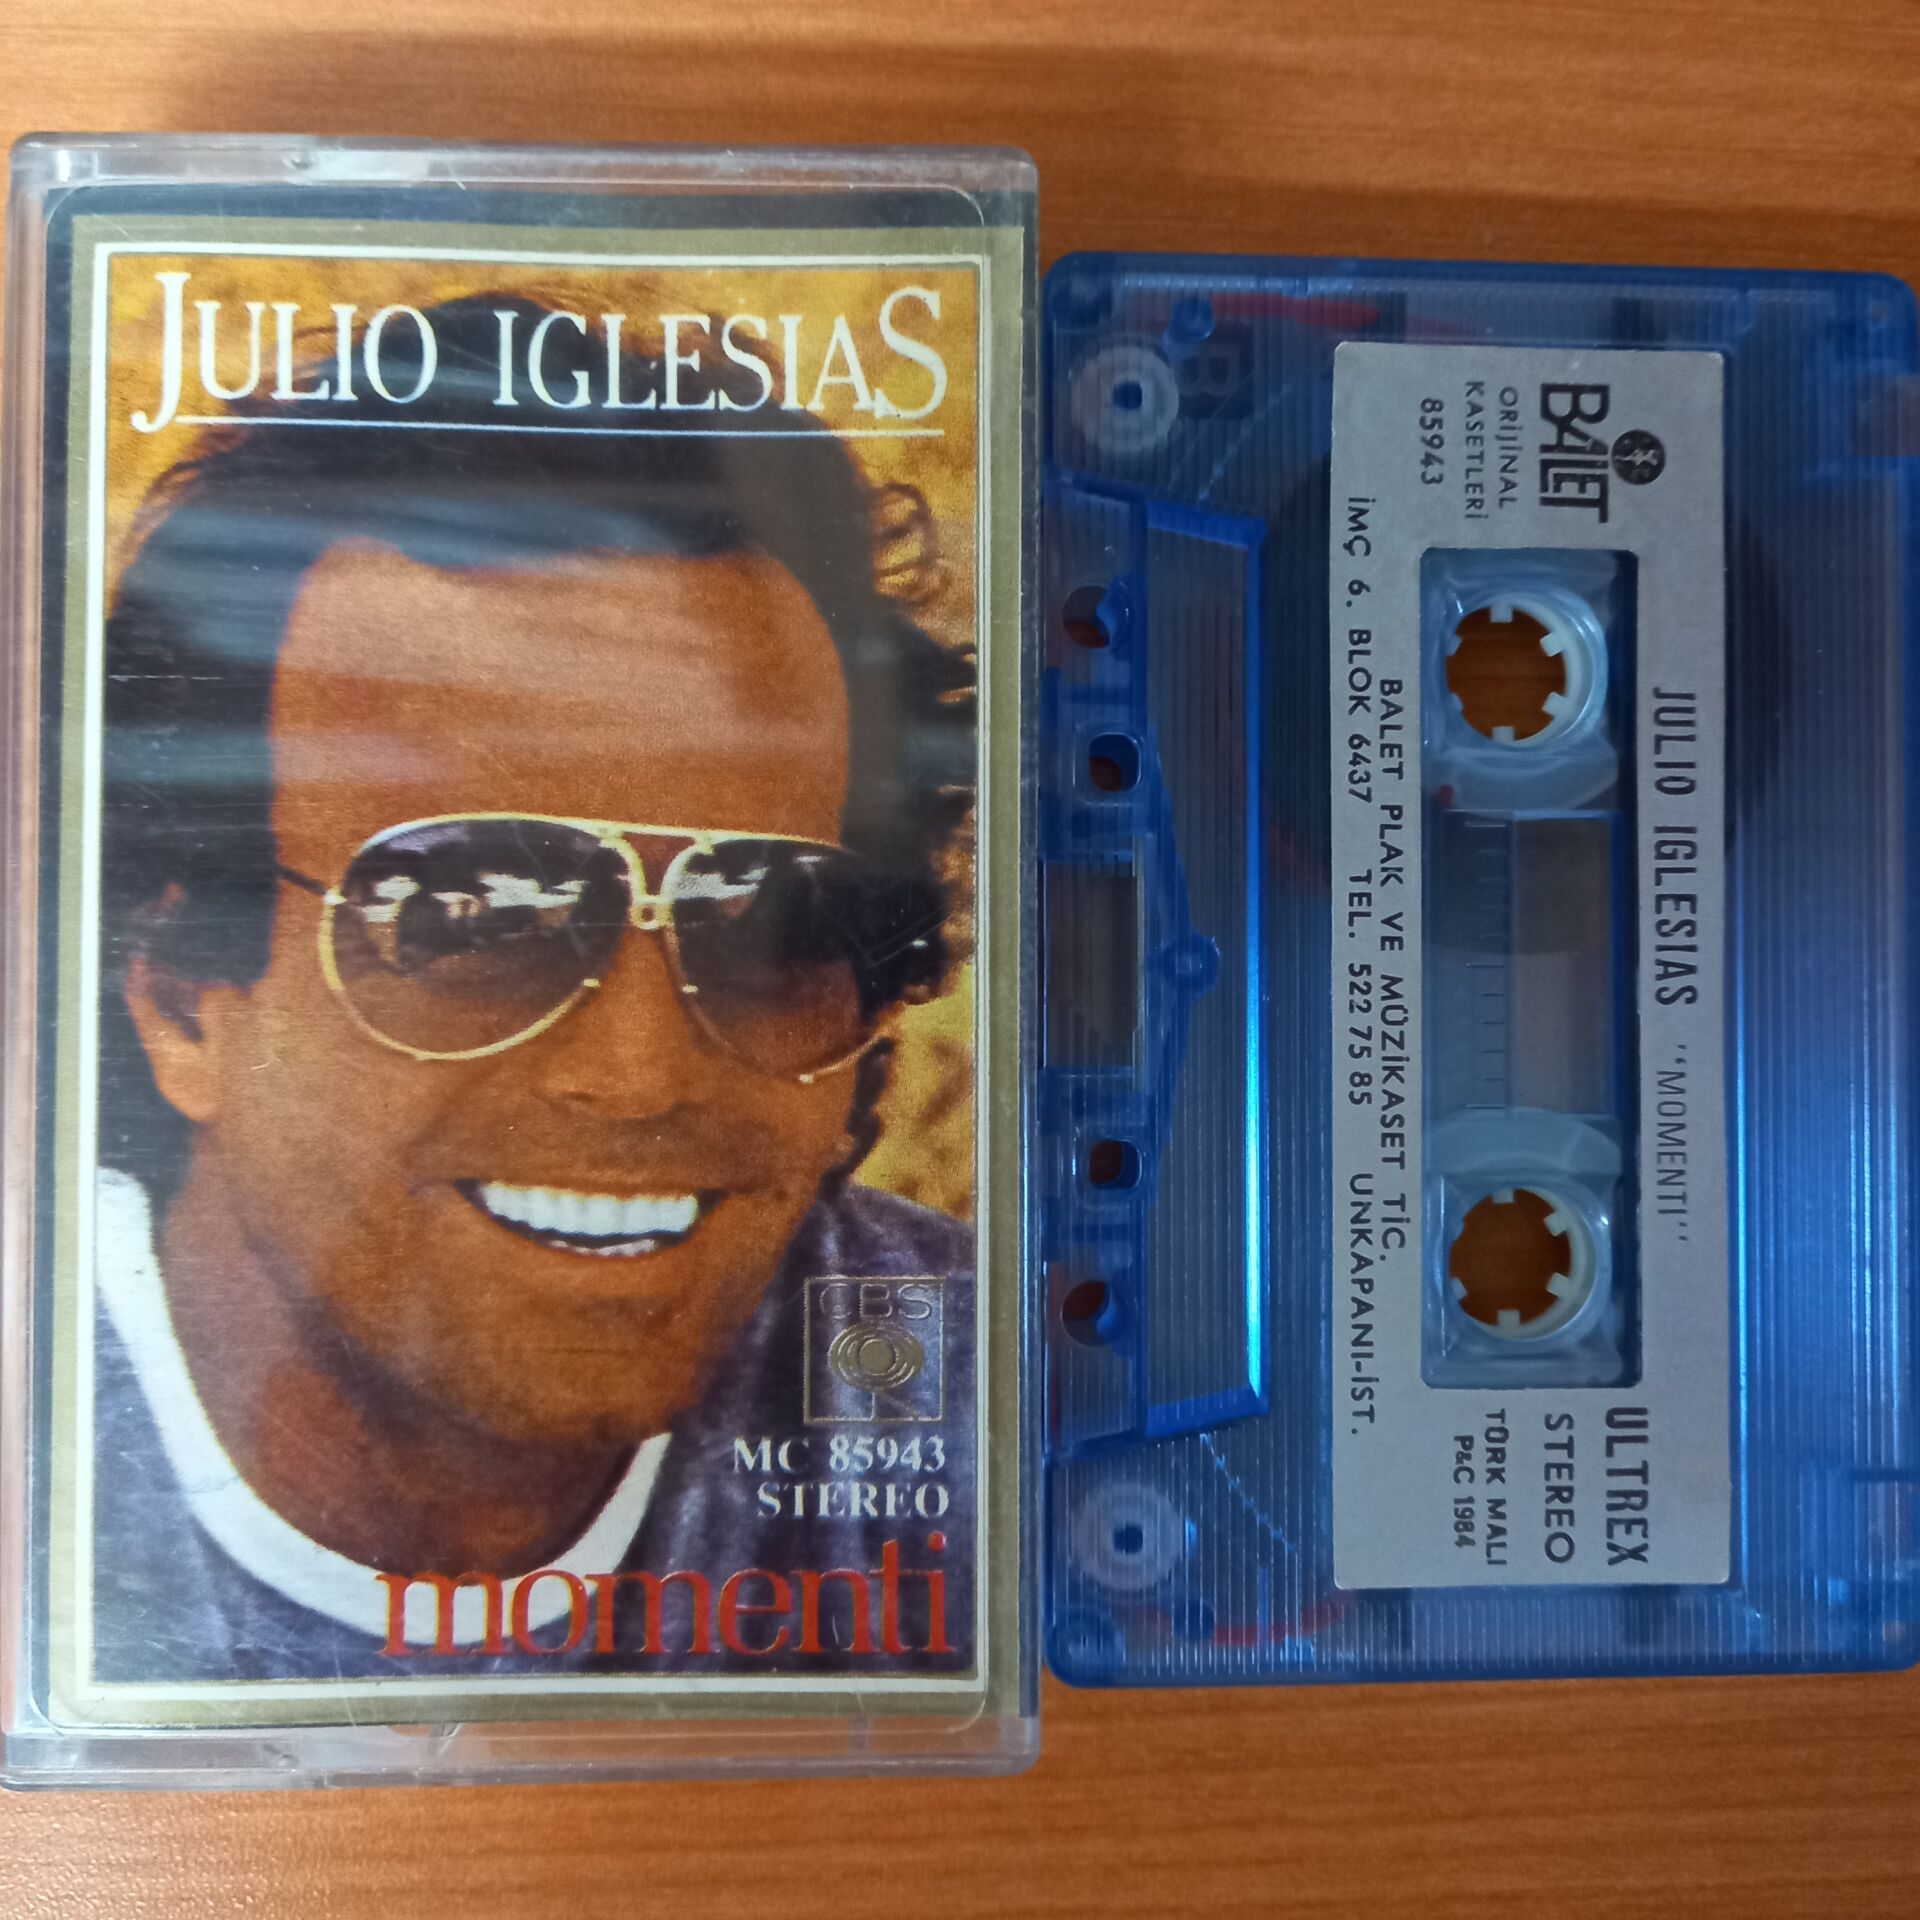 JULIO IGLESIAS
CBS
MC 85943
STEREO
momenti
BALET
ORİJİNAL
KASETLERİ
85943
JULIO IGLESIAS "MOMENTI"
ULTREX
STEREO
TÜRK MALI
P&C 1984
BALET PLAK VE MÜZİKASET TİC.
İMÇ 6. BLOK 6437 TEL. 522 75 85 UNKAPANI-İST.